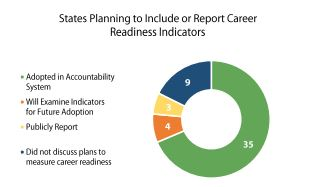 States Planning to Include or Report Career
Readiness Indicators
Adopted in Accountability
System
Will Examine Indicators
for Future Adoption
Publicly Report
Did not discuss plans to
measure career readiness
9
3
4
35